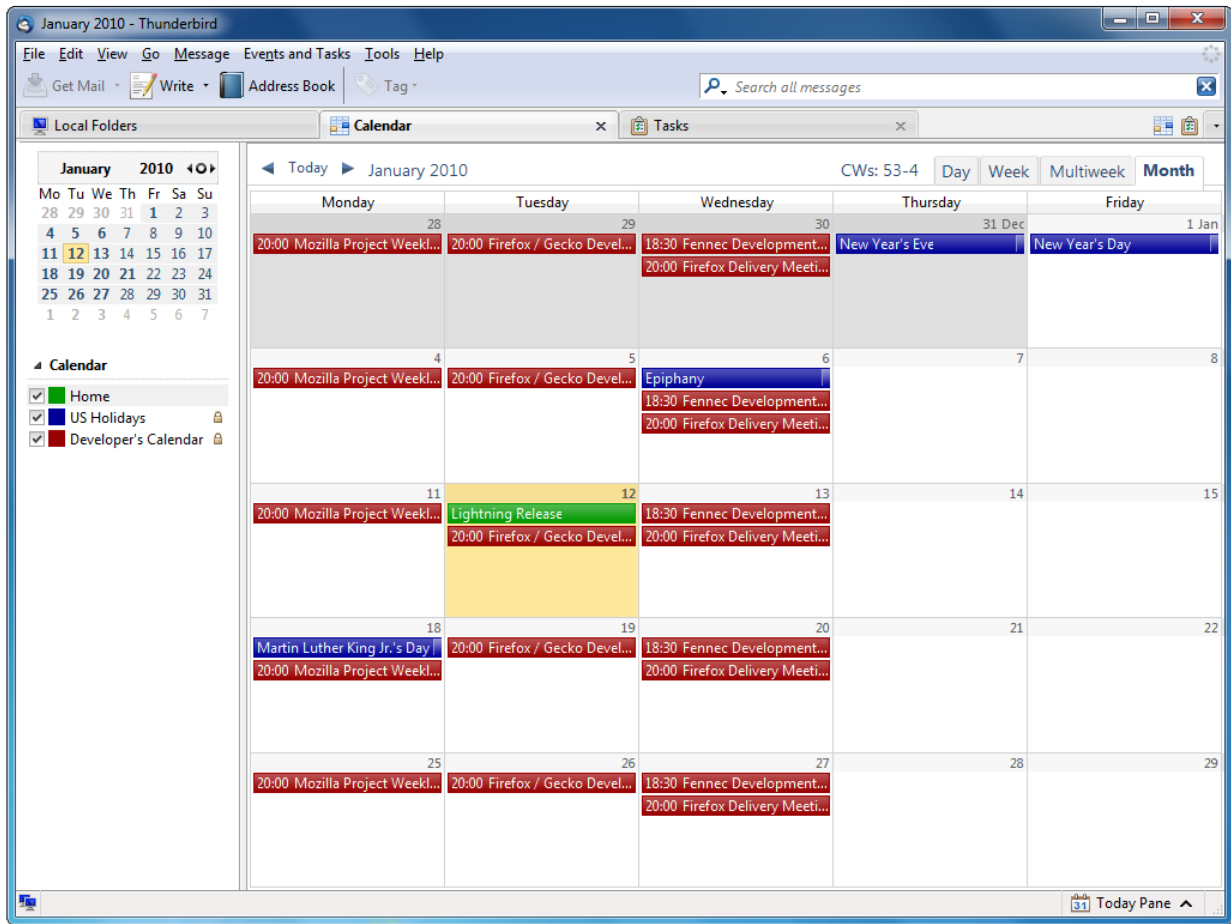 January 2010 - Thunderbird
File Edit View Go Message Events and Tasks Tools Help
Get Mail Write Address Book Tag Search all messages
Local Folders Calendar Tasks
January 2010
Mo Tu We Th Fr Sa Su
28 29 30 31 1 2 3
4 5 6 7 8 9 10
11 12 13 14 15 16 17
18 19 20 21 22 23 24
25 26 27 28 29 30 31
1 2 3 4 5 6 7
Calendar
Home
US Holidays
Developer's Calendar
Today January 2010 CWs: 53-4 Day Week Multiweek Month
Monday Tuesday Wednesday Thursday Friday
28 29 30 31 Dec 1 Jan
20:00 Mozilla Project Weekl... 20:00 Firefox / Gecko Devel... 18:30 Fennec Development... New Year's Eve New Year's Day
20:00 Firefox Delivery Meeti...
4 5 6 7 8
20:00 Mozilla Project Weekl... 20:00 Firefox / Gecko Devel... Epiphany
18:30 Fennec Development...
20:00 Firefox Delivery Meeti...
11 12 13 14 15
20:00 Mozilla Project Weekl... Lightning Release 18:30 Fennec Development...
20:00 Firefox / Gecko Devel... 20:00 Firefox Delivery Meeti...
18 19 20 21 22
Martin Luther King Jr.'s Day 20:00 Firefox / Gecko Devel... 18:30 Fennec Development...
20:00 Mozilla Project Weekl... 20:00 Firefox Delivery Meeti...
25 26 27 28 29
20:00 Mozilla Project Weekl... 20:00 Firefox / Gecko Devel... 18:30 Fennec Development...
20:00 Firefox Delivery Meeti...
31 Today Pane